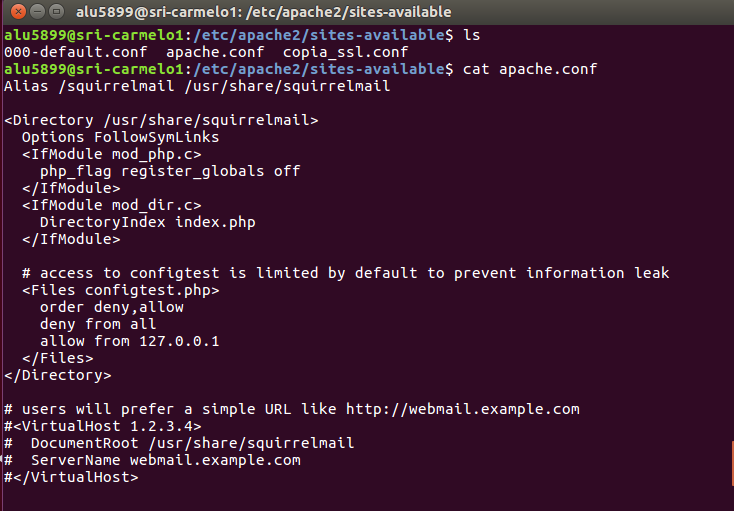 alu5899@sri-carmelo1: /etc/apache2/sites-available
alu5899@sri-carmelo1:/etc/apache2/sites-available$ ls
000-default.conf  apache.conf  copia_ssl.conf
alu5899@sri-carmelo1:/etc/apache2/sites-available$ cat apache.conf
Alias /squirrelmail /usr/share/squirrelmail

<Directory /usr/share/squirrelmail>
  Options FollowSymLinks
  <IfModule mod_php.c>
    php_flag register_globals off
  </IfModule>
  <IfModule mod_dir.c>
    DirectoryIndex index.php
  </IfModule>

  # access to configtest is limited by default to prevent information leak
  <Files configtest.php>
    order deny,allow
    deny from all
    allow from 127.0.0.1
  </Files>
</Directory>

# users will prefer a simple URL like http://webmail.example.com
#<VirtualHost 1.2.3.4>
#  DocumentRoot /usr/share/squirrelmail
#  ServerName webmail.example.com
#</VirtualHost>